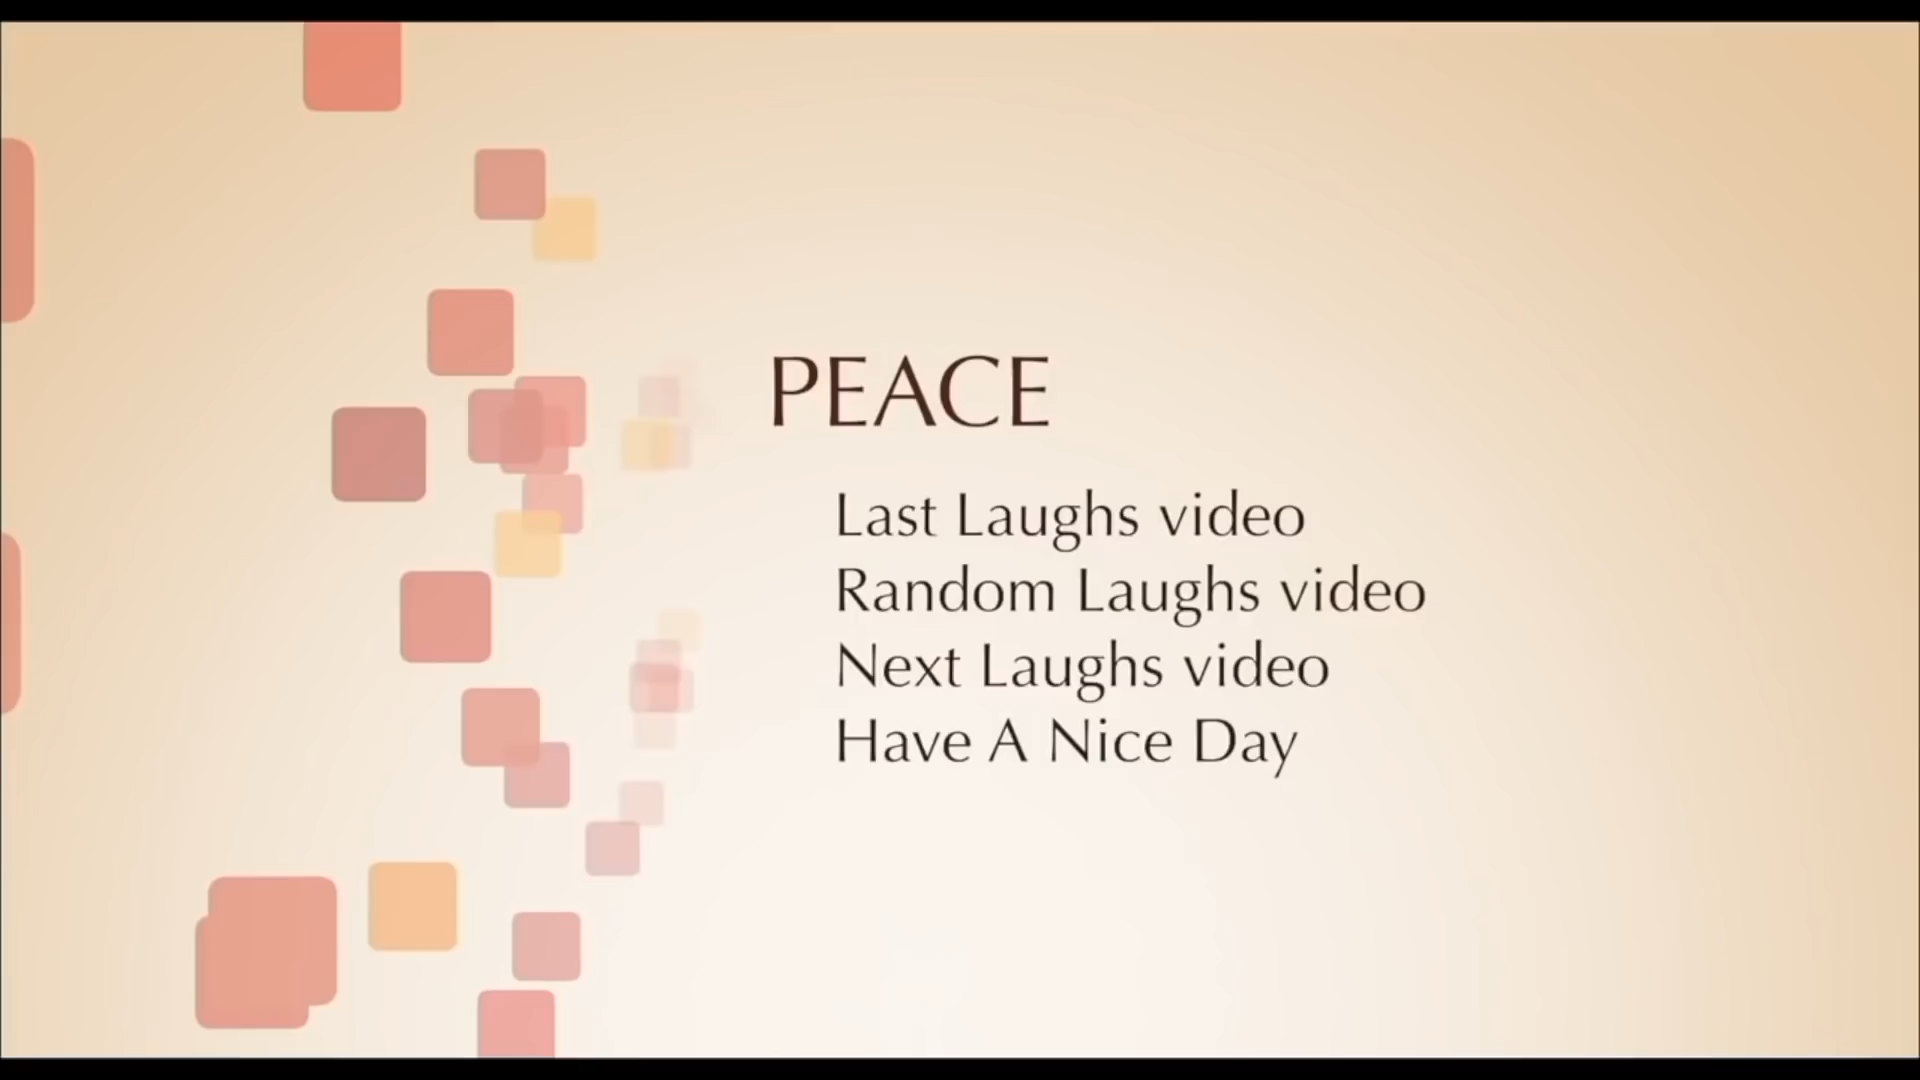 PEACE
Last Laughs video
Random Laughs video
Next Laughs video
Have A Nice Day